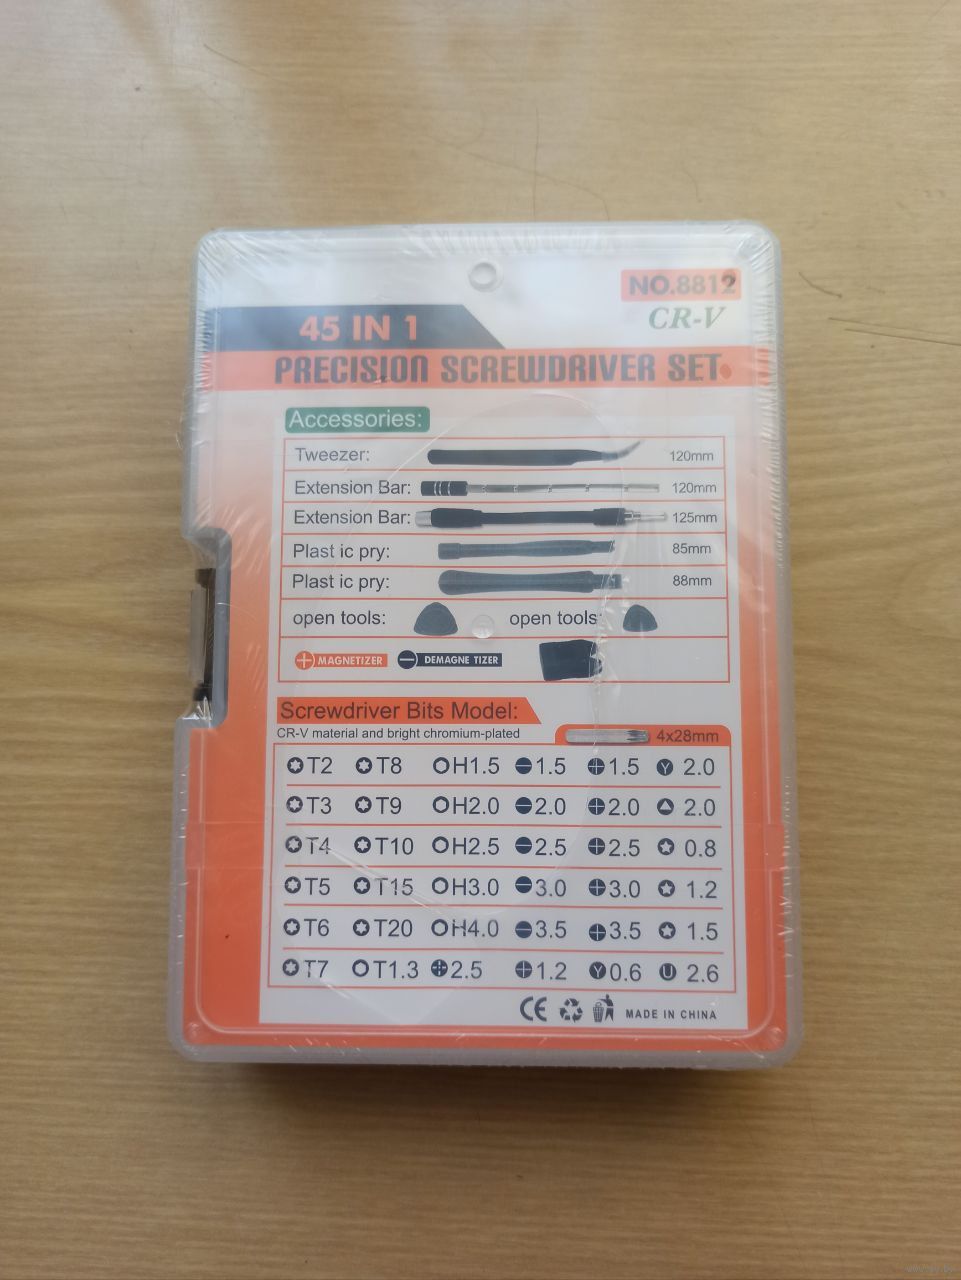 NO.8812
CR-V
45 IN 1
PRECISION SCREWDRIVER SET
Accessories:
Tweezer: 120mm
Extension Bar: 120mm
Extension Bar: 125mm
Plast ic pry: 85mm
Plast ic pry: 88mm
open tools: open tools:
MAGNETIZER DEMAGNE TIZER
Screwdriver Bits Model:
CR-V material and bright chromium-plated
4x28mm
T2 T8 H1.5 1.5 1.5 Y 2.0
T3 T9 H2.0 2.0 2.0 2.0
T4 T10 H2.5 2.5 2.5 0.8
T5 T15 H3.0 3.0 3.0 1.2
T6 T20 H4.0 3.5 3.5 1.5
T7 T1.3 2.5 1.2 Y 0.6 U 2.6
CE MADE IN CHINA